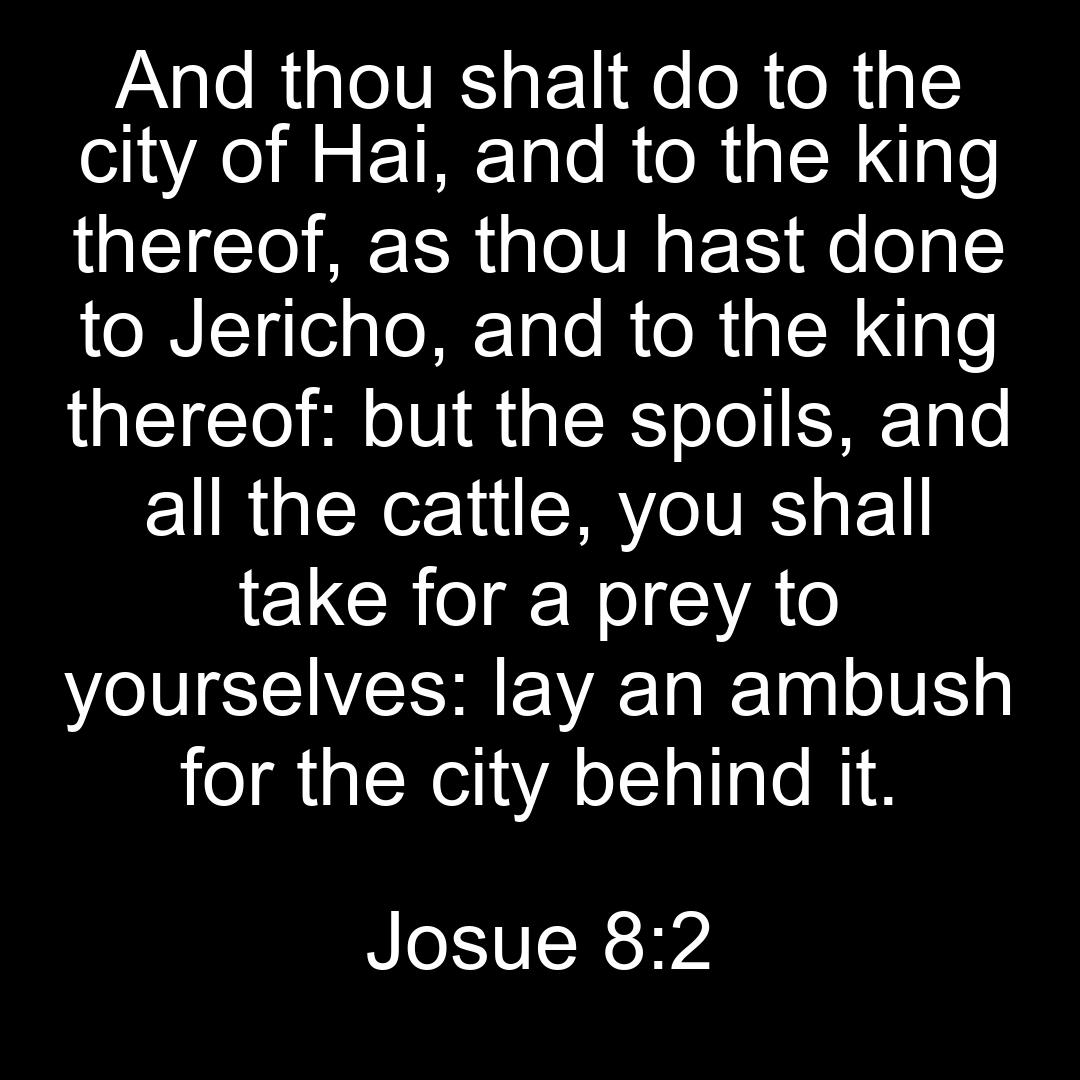 And thou shalt do to the
city of Hai, and to the king
thereof, as thou hast done
to Jericho, and to the king
thereof: but the spoils, and
all the cattle, you shall
take for a prey to
yourselves: lay an ambush
for the city behind it.
Josue 8:2